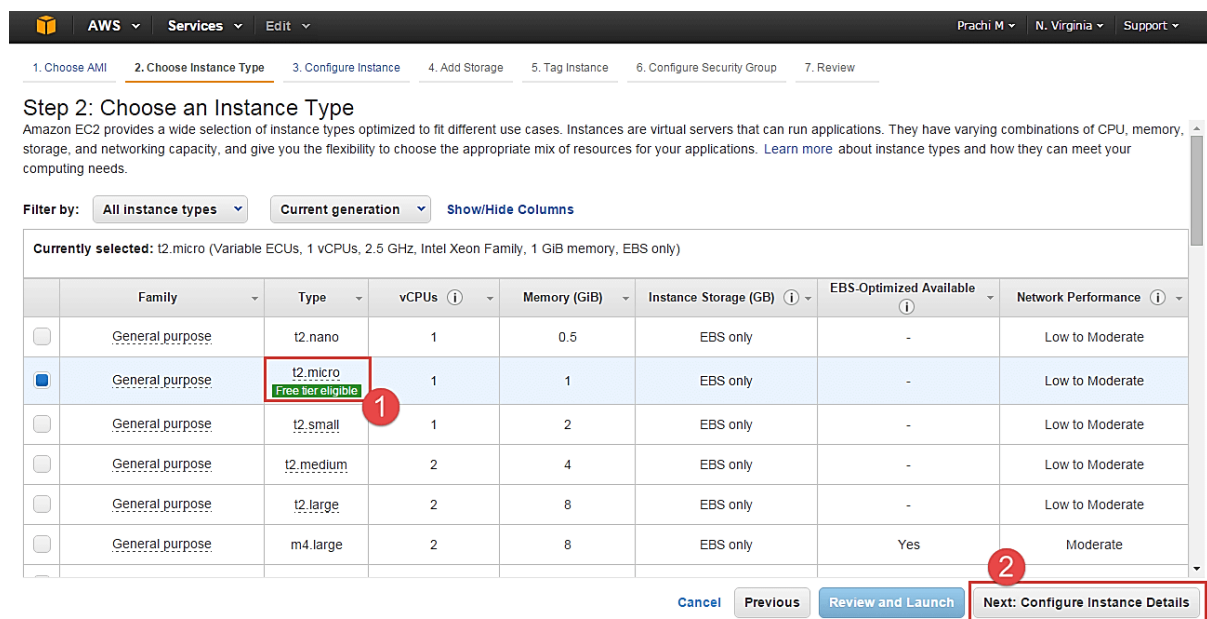 AWS Services Edit Prachi M N. Virginia Support
1. Choose AMI 2. Choose Instance Type 3. Configure Instance 4. Add Storage 5. Tag Instance 6. Configure Security Group 7. Review
Step 2: Choose an Instance Type
Amazon EC2 provides a wide selection of instance types optimized to fit different use cases. Instances are virtual servers that can run applications. They have varying combinations of CPU, memory,
storage, and networking capacity, and give you the flexibility to choose the appropriate mix of resources for your applications. Learn more about instance types and how they can meet your
computing needs.
Filter by: All instance types Current generation Show/Hide Columns
Currently selected: t2.micro (Variable ECUs, 1 vCPUs, 2.5 GHz, Intel Xeon Family, 1 GiB memory, EBS only)
Family Type vCPUs i Memory (GiB) Instance Storage (GB) i EBS-Optimized Available i Network Performance i
General purpose t2.nano 1 0.5 EBS only - Low to Moderate
General purpose t2.micro 1 1 EBS only - Low to Moderate
Free tier eligible
1
General purpose t2.small 1 2 EBS only - Low to Moderate
General purpose t2.medium 2 4 EBS only - Low to Moderate
General purpose t2.large 2 8 EBS only - Low to Moderate
General purpose m4.large 2 8 EBS only Yes Moderate
2
Cancel Previous Review and Launch Next: Configure Instance Details